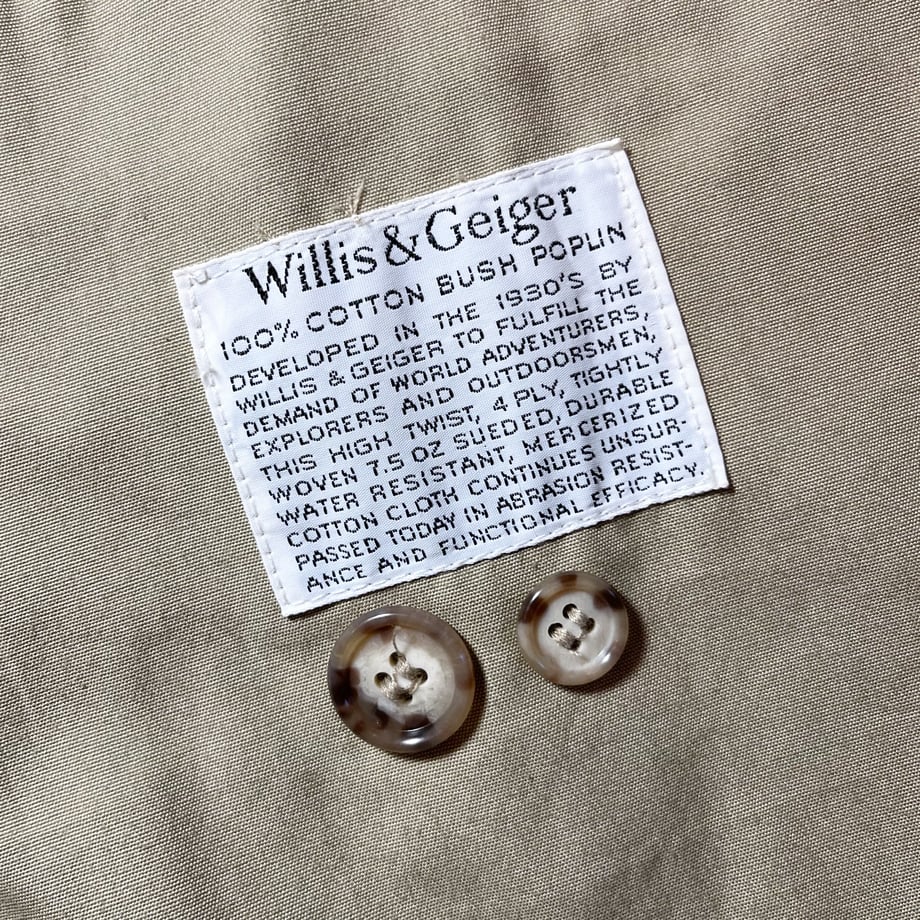 Willis & Geiger
100% COTTON BUSH POPLIN
DEVELOPED IN THE 1930'S BY
WILLIS & GEIGER TO FULFILL THE
DEMAND OF WORLD ADVENTURERS,
EXPLORERS AND OUTDOORSMEN,
THIS HIGH TWIST, 4 PLY, TIGHTLY
WOVEN 7.5 OZ SUEDED, DURABLE
WATER RESISTANT, MERCERIZED
COTTON CLOTH CONTINUES UNSUR-
PASSED TODAY IN ABRASION RESIST-
ANCE AND FUNCTIONAL EFFICACY.